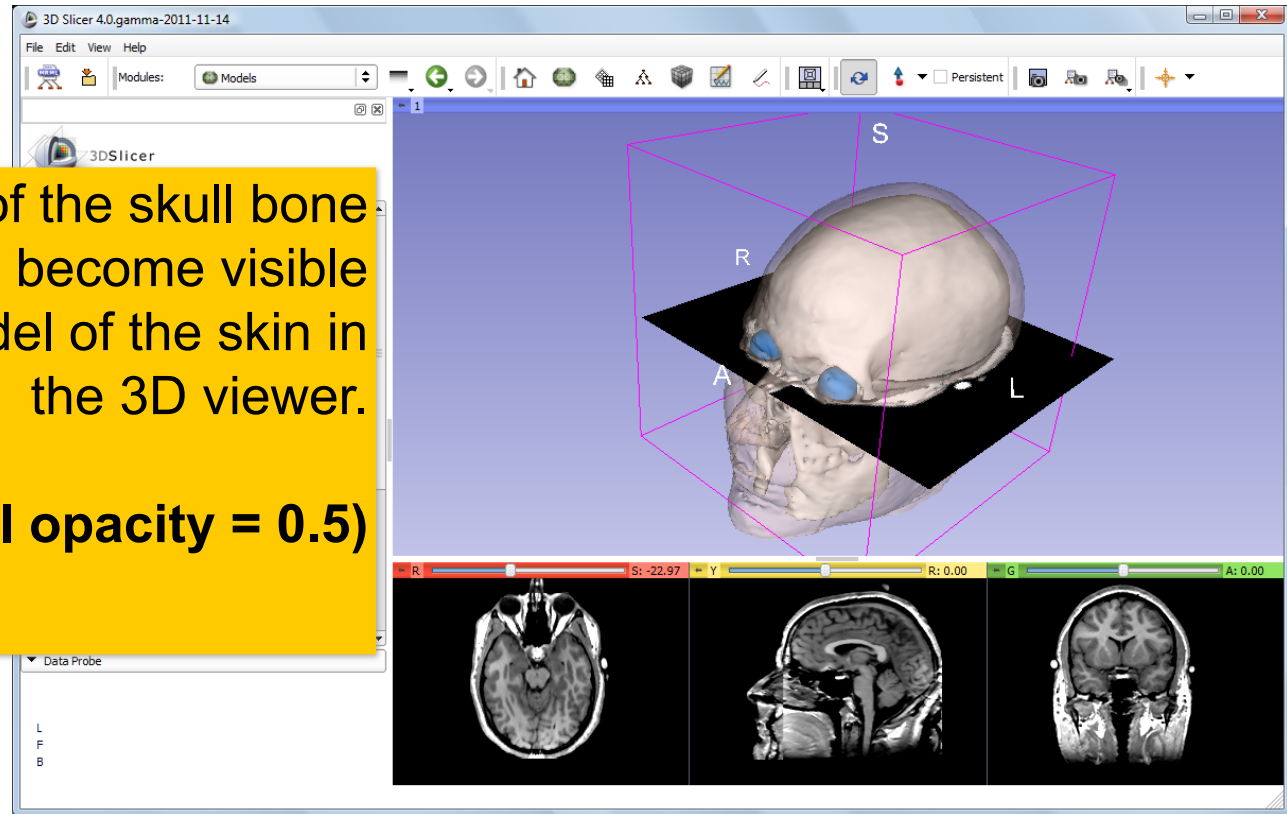 3D Slicer 4.0.gamma-2011-11-14
File Edit View Help
Modules: Models Persistent
1
3DSlicer
of the skull bone
become visible
del of the skin in
the 3D viewer.
l opacity = 0.5)
S
R
A
L
R S: -22.97 Y R: 0.00 G A: 0.00
Data Probe
L
F
B